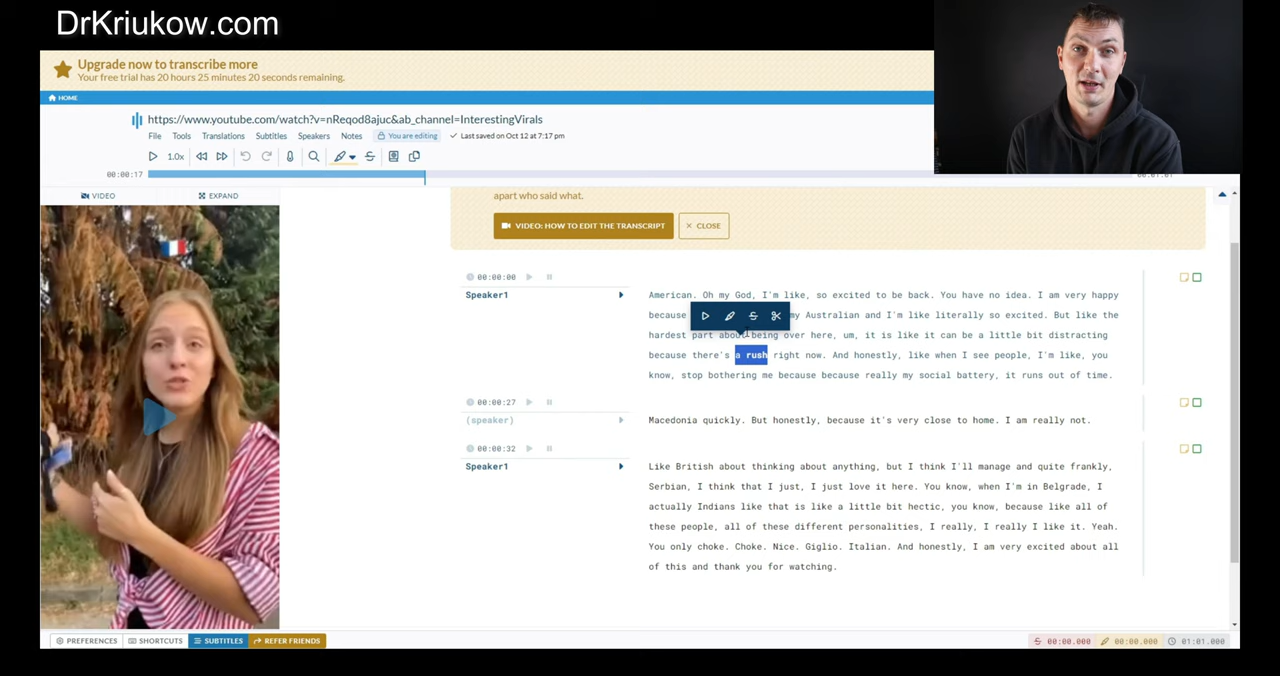 DrKriukow.com
Upgrade now to transcribe more
Your free trial has 20 hours 25 minutes 20 seconds remaining.
HOME
https://www.youtube.com/watch?v=nReqod8ajuc&ab_channel=InterestingVirals
File Tools Translations Subtitles Speakers Notes You are editing Last saved on Oct 12 at 7:17 pm
1.0x
00:00:17
VIDEO EXPAND
apart who said what.
VIDEO: HOW TO EDIT THE TRANSCRIPT CLOSE
00:00:00
Speaker1
American. Oh my God, I'm like, so excited to be back. You have no idea. I am very happy
because my Australian and I'm like literally so excited. But like the
hardest part about being over here, um, it is like it can be a little bit distracting
because there's a rush right now. And honestly, like when I see people, I'm like, you
know, stop bothering me because because really my social battery, it runs out of time.
00:00:27
(speaker)
Macedonia quickly. But honestly, because it's very close to home. I am really not.
00:00:32
Speaker1
Like British about thinking about anything, but I think I'll manage and quite frankly,
Serbian, I think that I just, I just love it here. You know, when I'm in Belgrade, I
actually Indians like that is like a little bit hectic, you know, because like all of
these people, all of these different personalities, I really, I really I like it. Yeah.
You only choke. Choke. Nice. Giglio. Italian. And honestly, I am very excited about all
of this and thank you for watching.
PREFERENCES SHORTCUTS SUBTITLES REFER FRIENDS
00:00.000 00:00.000 01:01.000